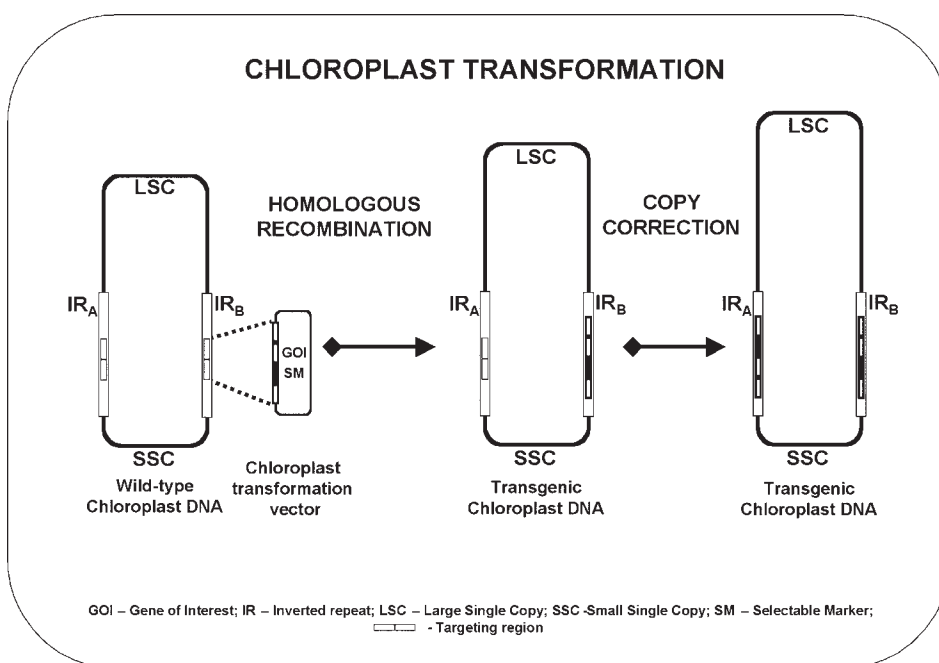 CHLOROPLAST TRANSFORMATION
LSC
HOMOLOGOUS
RECOMBINATION
LSC
COPY
CORRECTION
LSC
IRA
IRB
GOI
SM
IRA
IRB
IRA
IRB
SSC
Wild-type
Chloroplast DNA
Chloroplast
transformation
vector
SSC
Transgenic
Chloroplast DNA
SSC
Transgenic
Chloroplast DNA
GOI – Gene of Interest; IR – Inverted repeat; LSC – Large Single Copy; SSC -Small Single Copy; SM – Selectable Marker;
- Targeting region